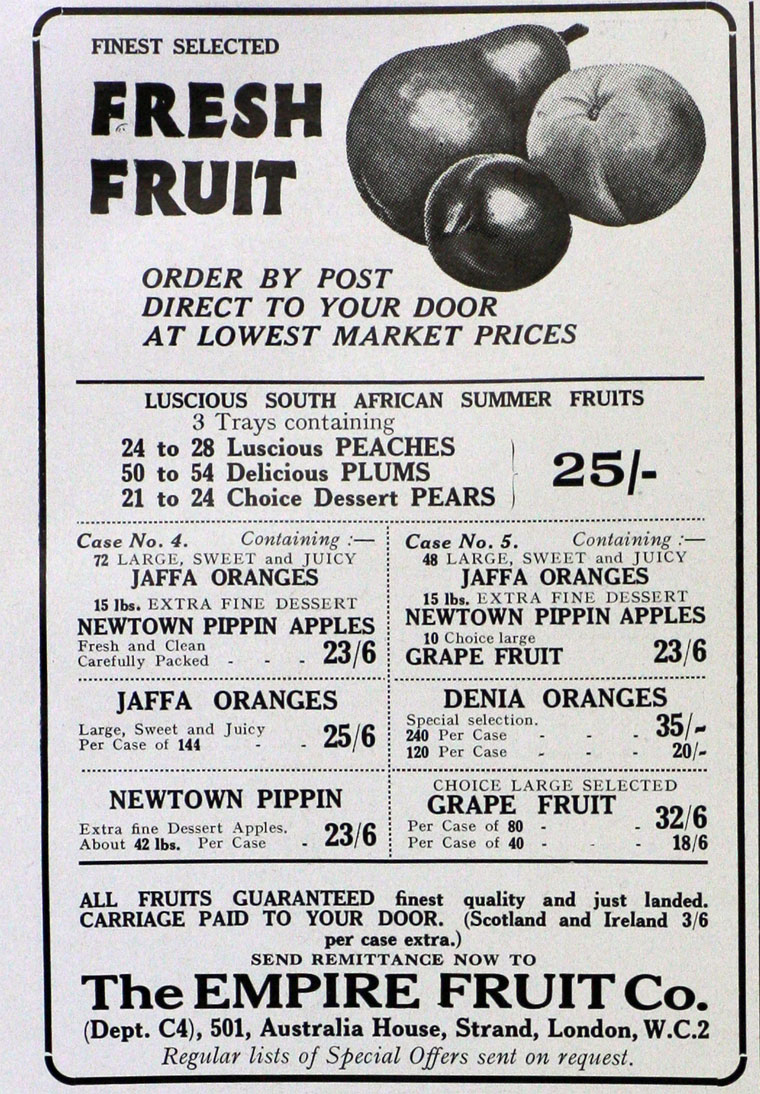 FINEST SELECTED
FRESH
FRUIT
ORDER BY POST
DIRECT TO YOUR DOOR
AT LOWEST MARKET PRICES
LUSCIOUS SOUTH AFRICAN SUMMER FRUITS
3 Trays containing
24 to 28 Luscious PEACHES
50 to 54 Delicious PLUMS
21 to 24 Choice Dessert PEARS
25/-
Case No. 4. Containing :—
72 LARGE, SWEET and JUICY
JAFFA ORANGES
15 lbs. EXTRA FINE DESSERT
NEWTOWN PIPPIN APPLES
Fresh and Clean
Carefully Packed - - - 23/6
Case No. 5. Containing :—
48 LARGE, SWEET and JUICY
JAFFA ORANGES
15 lbs. EXTRA FINE DESSERT
NEWTOWN PIPPIN APPLES
10 Choice large
GRAPE FRUIT 23/6
JAFFA ORANGES
Large, Sweet and Juicy
Per Case of 144 - - 25/6
DENIA ORANGES
Special selection.
240 Per Case - - - 35/-
120 Per Case - - - 20/-
NEWTOWN PIPPIN
Extra fine Dessert Apples.
About 42 lbs. Per Case - 23/6
CHOICE LARGE SELECTED
GRAPE FRUIT
Per Case of 80 - - 32/6
Per Case of 40 - - - 18/6
ALL FRUITS GUARANTEED finest quality and just landed.
CARRIAGE PAID TO YOUR DOOR. (Scotland and Ireland 3/6
per case extra.)
SEND REMITTANCE NOW TO
The EMPIRE FRUIT Co.
(Dept. C4), 501, Australia House, Strand, London, W.C.2
Regular lists of Special Offers sent on request.